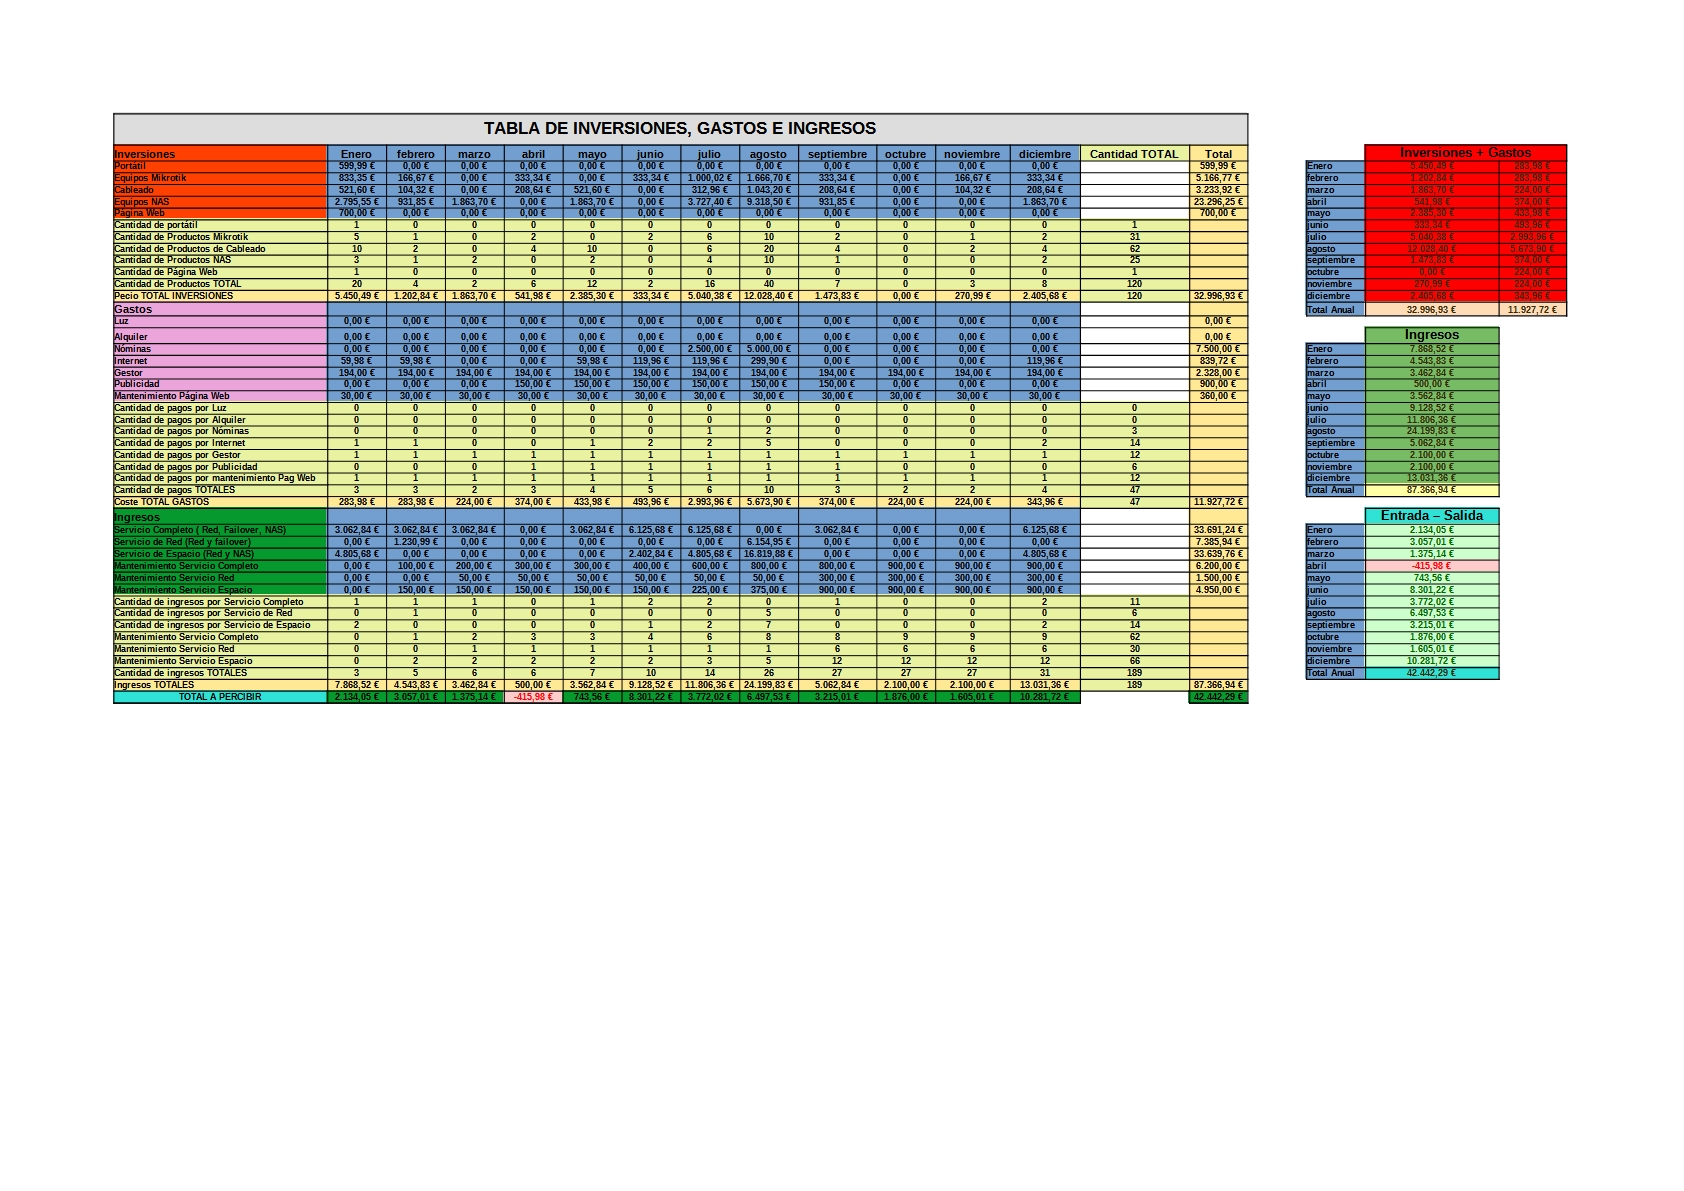 TABLA DE INVERSIONES, GASTOS E INGRESOS
Inversiones Enero febrero marzo abril mayo junio julio agosto septiembre octubre noviembre diciembre Cantidad TOTAL Total
Portátil 599,99 € 0,00 € 0,00 € 0,00 € 0,00 € 0,00 € 0,00 € 0,00 € 0,00 € 0,00 € 0,00 € 0,00 € 599,99 €
Equipos Mikrotik 833,35 € 166,67 € 0,00 € 333,34 € 0,00 € 333,34 € 1.000,02 € 1.666,70 € 333,34 € 0,00 € 166,67 € 333,34 € 5.166,77 €
Cableado 521,60 € 104,32 € 0,00 € 208,64 € 521,60 € 0,00 € 312,96 € 1.043,20 € 208,64 € 0,00 € 104,32 € 208,64 € 3.233,92 €
Equipos NAS 2.795,55 € 931,85 € 1.863,70 € 0,00 € 1.863,70 € 0,00 € 3.727,40 € 9.318,50 € 931,85 € 0,00 € 0,00 € 1.863,70 € 23.296,25 €
Página Web 700,00 € 0,00 € 0,00 € 0,00 € 0,00 € 0,00 € 0,00 € 0,00 € 0,00 € 0,00 € 0,00 € 0,00 € 700,00 €
Cantidad de portátil 1 0 0 0 0 0 0 0 0 0 0 0 1
Cantidad de Productos Mikrotik 5 1 0 2 0 2 6 10 2 0 1 2 31
Cantidad de Productos de Cableado 10 2 0 4 10 0 6 20 4 0 2 4 62
Cantidad de Productos NAS 3 1 2 0 2 0 4 10 1 0 0 2 25
Cantidad de Página Web 1 0 0 0 0 0 0 0 0 0 0 0 1
Cantidad de Productos TOTAL 20 4 2 6 12 2 16 40 7 0 3 8 120
Pecio TOTAL INVERSIONES 5.450,49 € 1.202,84 € 1.863,70 € 541,98 € 2.385,30 € 333,34 € 5.040,38 € 12.028,40 € 1.473,83 € 0,00 € 270,99 € 2.405,68 € 120 32.996,93 €
Gastos
Luz 0,00 € 0,00 € 0,00 € 0,00 € 0,00 € 0,00 € 0,00 € 0,00 € 0,00 € 0,00 € 0,00 € 0,00 € 0,00 €
Alquiler 0,00 € 0,00 € 0,00 € 0,00 € 0,00 € 0,00 € 0,00 € 0,00 € 0,00 € 0,00 € 0,00 € 0,00 € 0,00 €
Nóminas 0,00 € 0,00 € 0,00 € 0,00 € 0,00 € 0,00 € 2.500,00 € 5.000,00 € 0,00 € 0,00 € 0,00 € 0,00 € 7.500,00 €
Internet 59,98 € 59,98 € 0,00 € 0,00 € 59,98 € 119,96 € 119,96 € 299,90 € 0,00 € 0,00 € 0,00 € 119,96 € 839,72 €
Gestor 194,00 € 194,00 € 194,00 € 194,00 € 194,00 € 194,00 € 194,00 € 194,00 € 194,00 € 194,00 € 194,00 € 194,00 € 2.328,00 €
Publicidad 0,00 € 0,00 € 0,00 € 150,00 € 150,00 € 150,00 € 150,00 € 150,00 € 150,00 € 0,00 € 0,00 € 0,00 € 900,00 €
Mantenimiento Página Web 30,00 € 30,00 € 30,00 € 30,00 € 30,00 € 30,00 € 30,00 € 30,00 € 30,00 € 30,00 € 30,00 € 30,00 € 360,00 €
Cantidad de pagos por Luz 0 0 0 0 0 0 0 0 0 0 0 0 0
Cantidad de pagos por Alquiler 0 0 0 0 0 0 0 0 0 0 0 0 0
Cantidad de pagos por Nóminas 0 0 0 0 0 0 1 2 0 0 0 0 3
Cantidad de pagos por Internet 1 1 0 0 1 2 2 5 0 0 0 2 14
Cantidad de pagos por Gestor 1 1 1 1 1 1 1 1 1 1 1 1 12
Cantidad de pagos por Publicidad 0 0 0 1 1 1 1 1 1 0 0 0 6
Cantidad de pagos por mantenimiento Pag Web 1 1 1 1 1 1 1 1 1 1 1 1 12
Cantidad de pagos TOTALES 3 3 2 3 4 5 6 10 3 2 2 4 47
Coste TOTAL GASTOS 283,98 € 283,98 € 224,00 € 374,00 € 433,98 € 493,96 € 2.993,96 € 5.673,90 € 374,00 € 224,00 € 224,00 € 343,96 € 47 11.927,72 €
Ingresos
Servicio Completo ( Red, Failover, NAS) 3.062,84 € 3.062,84 € 3.062,84 € 0,00 € 3.062,84 € 6.125,68 € 6.125,68 € 0,00 € 3.062,84 € 0,00 € 0,00 € 6.125,68 € 33.691,24 €
Servicio de Red (Red y failover) 0,00 € 1.230,99 € 0,00 € 0,00 € 0,00 € 0,00 € 0,00 € 6.154,95 € 0,00 € 0,00 € 0,00 € 0,00 € 7.385,94 €
Servicio de Espacio (Red y NAS) 4.805,68 € 0,00 € 0,00 € 0,00 € 0,00 € 2.402,84 € 4.805,68 € 16.819,88 € 0,00 € 0,00 € 0,00 € 4.805,68 € 33.639,76 €
Mantenimiento Servicio Completo 0,00 € 100,00 € 200,00 € 300,00 € 300,00 € 400,00 € 600,00 € 800,00 € 800,00 € 900,00 € 900,00 € 900,00 € 6.200,00 €
Mantenimiento Servicio Red 0,00 € 0,00 € 50,00 € 50,00 € 50,00 € 50,00 € 50,00 € 50,00 € 300,00 € 300,00 € 300,00 € 300,00 € 1.500,00 €
Mantenimiento Servicio Espacio 0,00 € 150,00 € 150,00 € 150,00 € 150,00 € 150,00 € 225,00 € 375,00 € 900,00 € 900,00 € 900,00 € 900,00 € 4.950,00 €
Cantidad de ingresos por Servicio Completo 1 1 1 0 1 2 2 0 1 0 0 2 11
Cantidad de ingresos por Servicio de Red 0 1 0 0 0 0 0 5 0 0 0 0 6
Cantidad de ingresos por Servicio de Espacio 2 0 0 0 0 1 2 7 0 0 0 2 14
Mantenimiento Servicio Completo 0 1 2 3 3 4 6 8 8 9 9 9 62
Mantenimiento Servicio Red 0 0 1 1 1 1 1 1 6 6 6 6 30
Mantenimiento Servicio Espacio 0 2 2 2 2 2 3 5 12 12 12 12 66
Cantidad de ingresos TOTALES 3 5 6 6 7 10 14 26 27 27 27 31 189
Ingresos TOTALES 7.868,52 € 4.543,83 € 3.462,84 € 500,00 € 3.562,84 € 9.128,52 € 11.806,36 € 24.199,83 € 5.062,84 € 2.100,00 € 2.100,00 € 13.031,36 € 189 87.366,94 €
TOTAL A PERCIBIR 2.134,05 € 3.057,01 € 1.375,14 € -415,98 € 743,56 € 8.301,22 € 3.772,02 € 6.497,53 € 3.215,01 € 1.876,00 € 1.605,01 € 10.281,72 € 42.442,29 €
Inversiones + Gastos
Enero 5.450,49 € 283,98 €
febrero 1.202,84 € 283,98 €
marzo 1.863,70 € 224,00 €
abril 541,98 € 374,00 €
mayo 2.385,30 € 433,98 €
junio 333,34 € 493,96 €
julio 5.040,38 € 2.993,96 €
agosto 12.028,40 € 5.673,90 €
septiembre 1.473,83 € 374,00 €
octubre 0,00 € 224,00 €
noviembre 270,99 € 224,00 €
diciembre 2.405,68 € 343,96 €
Total Anual 32.996,93 € 11.927,72 €
Ingresos
Enero 7.868,52 €
febrero 4.543,83 €
marzo 3.462,84 €
abril 500,00 €
mayo 3.562,84 €
junio 9.128,52 €
julio 11.806,36 €
agosto 24.199,83 €
septiembre 5.062,84 €
octubre 2.100,00 €
noviembre 2.100,00 €
diciembre 13.031,36 €
Total Anual 87.366,94 €
Entrada – Salida
Enero 2.134,05 €
febrero 3.057,01 €
marzo 1.375,14 €
abril -415,98 €
mayo 743,56 €
junio 8.301,22 €
julio 3.772,02 €
agosto 6.497,53 €
septiembre 3.215,01 €
octubre 1.876,00 €
noviembre 1.605,01 €
diciembre 10.281,72 €
Total Anual 42.442,29 €